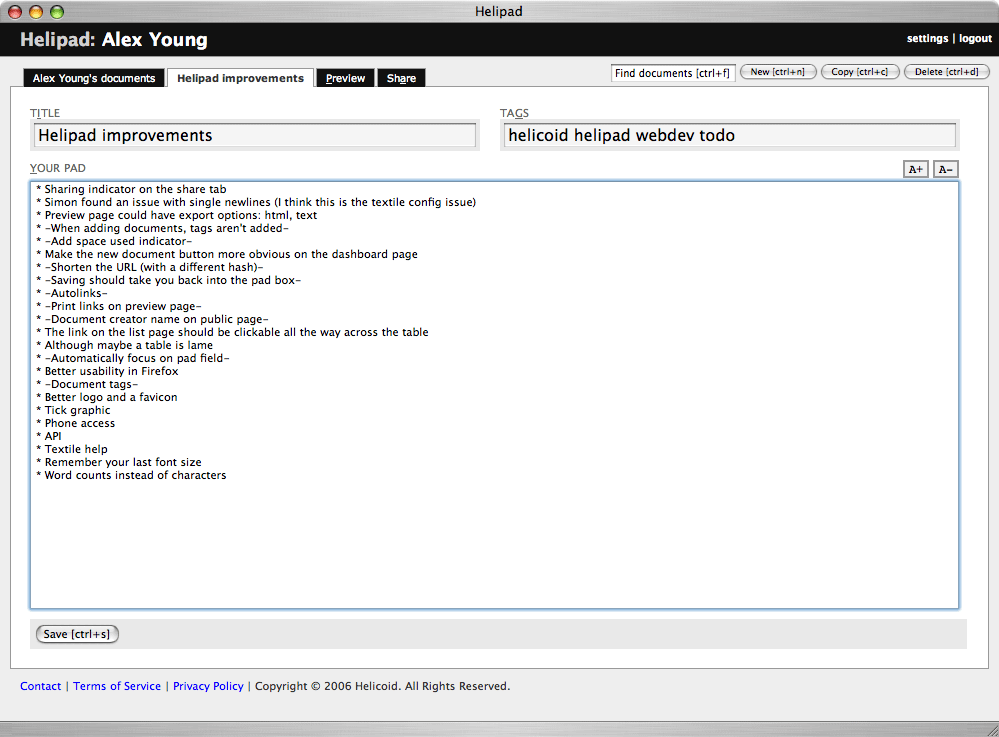 Helipad
Helipad: Alex Young
settings | logout
Alex Young's documents
Helipad improvements
Preview
Share
Find documents [ctrl+f]
New [ctrl+n]
Copy [ctrl+c]
Delete [ctrl+d]
TITLE
TAGS
Helipad improvements
helicoid helipad webdev todo
YOUR PAD
A+
A-
* Sharing indicator on the share tab
* Simon found an issue with single newlines (I think this is the textile config issue)
* Preview page could have export options: html, text
* -When adding documents, tags aren't added-
* -Add space used indicator-
* Make the new document button more obvious on the dashboard page
* -Shorten the URL (with a different hash)-
* -Saving should take you back into the pad box-
* -Autolinks-
* -Print links on preview page-
* -Document creator name on public page-
* The link on the list page should be clickable all the way across the table
* Although maybe a table is lame
* -Automatically focus on pad field-
* Better usability in Firefox
* -Document tags-
* Better logo and a favicon
* Tick graphic
* Phone access
* API
* Textile help
* Remember your last font size
* Word counts instead of characters
Save [ctrl+s]
Contact | Terms of Service | Privacy Policy | Copyright © 2006 Helicoid. All Rights Reserved.